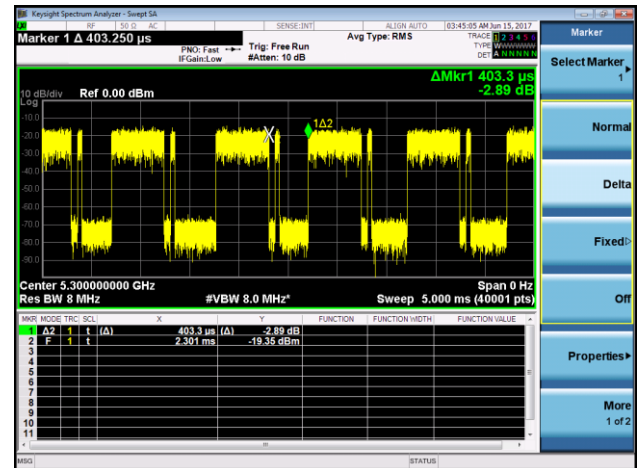 Keysight Spectrum Analyzer - Swept SA
RF 50 Ω AC SENSE:INT ALIGN AUTO 03:45:05 AM Jun 15, 2017
Marker 1 Δ 403.250 µs
PNO: Fast
IFGain:Low
Trig: Free Run
#Atten: 10 dB
Avg Type: RMS
TRACE 1 2 3 4 5 6
TYPE WWWWWW
DET A N N N N N
ΔMkr1 403.3 µs
-2.89 dB
10 dB/div Ref 0.00 dBm
Log
-10.0
-20.0
-30.0
-40.0
-50.0
-60.0
-70.0
-80.0
-90.0
X
1Δ2
Center 5.300000000 GHz Span 0 Hz
Res BW 8 MHz #VBW 8.0 MHz* Sweep 5.000 ms (40001 pts)
MKR MODE TRC SCL X Y FUNCTION FUNCTION WIDTH FUNCTION VALUE
1 Δ2 1 t (Δ) 403.3 µs (Δ) -2.89 dB
2 F 1 t 2.301 ms -19.35 dBm
3
4
5
6
7
8
9
10
11
MSG STATUS
Marker
Select Marker
1
Normal
Delta
Fixed
Off
Properties
More
1 of 2